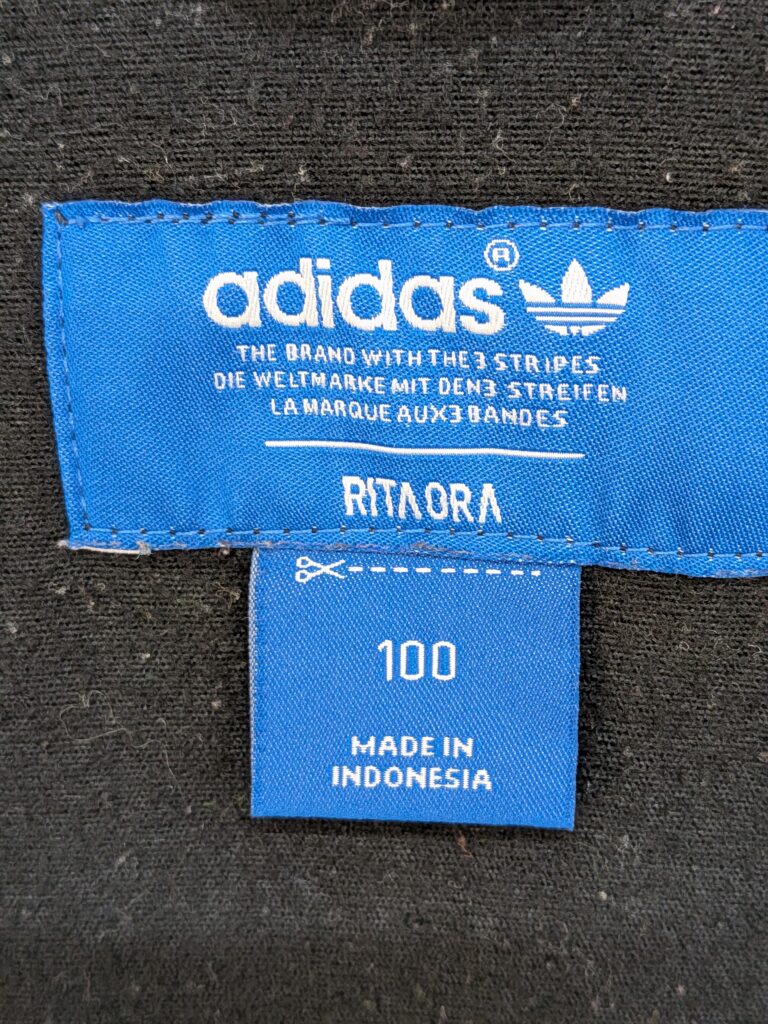 adidas®
THE BRAND WITH THE 3 STRIPES
DIE WELTMARKE MIT DEN 3 STREIFEN
LA MARQUE AUX 3 BANDES
RITA ORA
100
MADE IN
INDONESIA